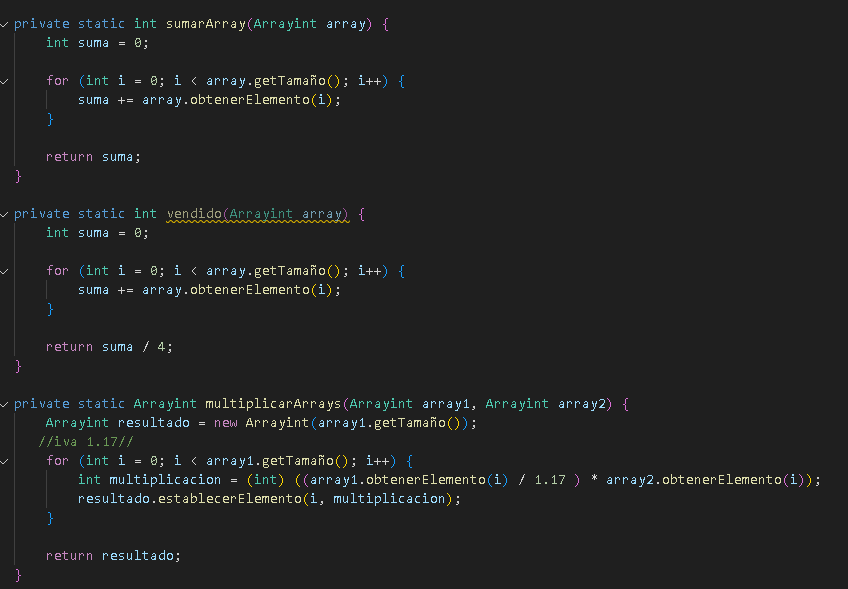 private static int sumarArray(Arrayint array) {
    int suma = 0;
    for (int i = 0; i < array.getTamaño(); i++) {
        suma += array.obtenerElemento(i);
    }
    return suma;
}
private static int vendido(Arrayint array) {
    int suma = 0;
    for (int i = 0; i < array.getTamaño(); i++) {
        suma += array.obtenerElemento(i);
    }
    return suma / 4;
}
private static Arrayint multiplicarArrays(Arrayint array1, Arrayint array2) {
    Arrayint resultado = new Arrayint(array1.getTamaño());
   //iva 1.17//
    for (int i = 0; i < array1.getTamaño(); i++) {
        int multiplicacion = (int) ((array1.obtenerElemento(i) / 1.17 ) * array2.obtenerElemento(i));
        resultado.establecerElemento(i, multiplicacion);
    }
    return resultado;
}